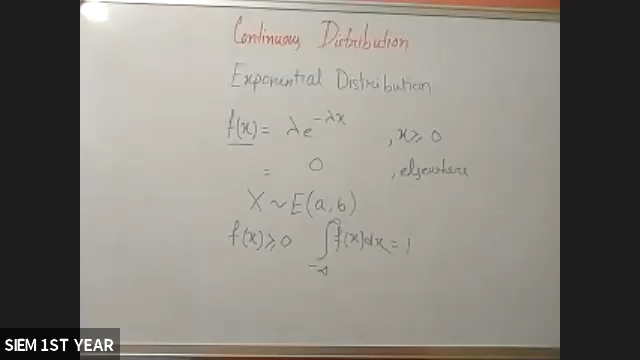 Continuous Distribution
Exponential Distribution
f(x) = λe^{-λx} , x ≥ 0
= 0 , elsewhere
X ~ E(a, b)
f(x) ≥ 0 ∫_{-∞}^{∞} f(x)dx = 1
SIEM 1ST YEAR